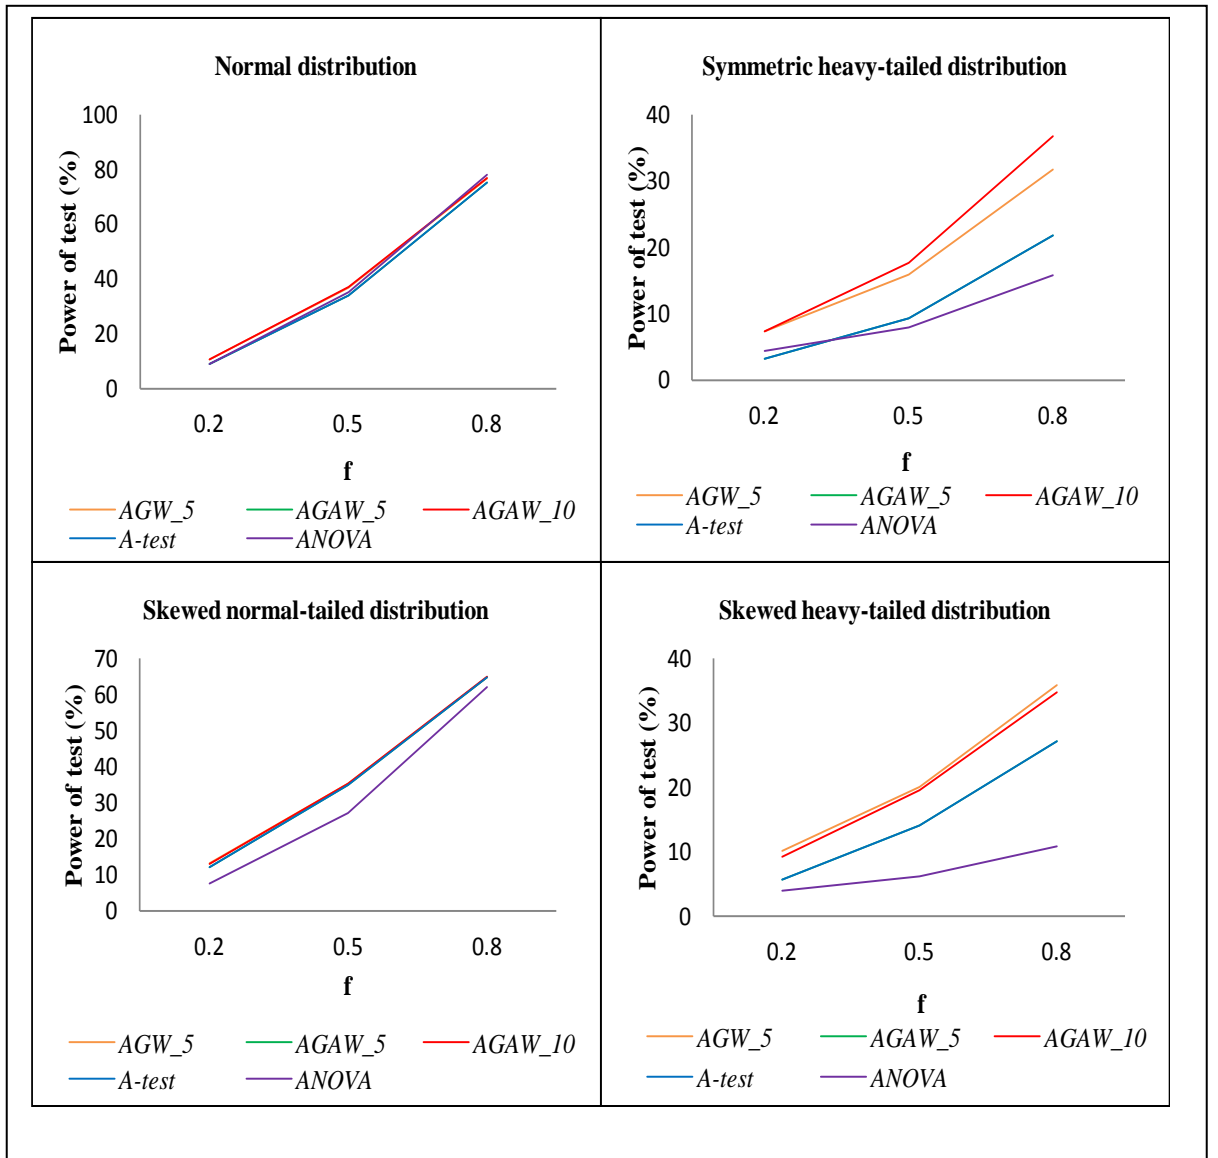 Normal distribution
Power of test (%)
100
80
60
40
20
0
0.2 0.5 0.8
f
AGW_5 AGAW_5 AGAW_10
A-test ANOVA
Symmetric heavy-tailed distribution
Power of test (%)
40
30
20
10
0
0.2 0.5 0.8
f
AGW_5 AGAW_5 AGAW_10
A-test ANOVA
Skewed normal-tailed distribution
Power of test (%)
70
60
50
40
30
20
10
0
0.2 0.5 0.8
f
AGW_5 AGAW_5 AGAW_10
A-test ANOVA
Skewed heavy-tailed distribution
Power of test (%)
40
30
20
10
0
0.2 0.5 0.8
f
AGW_5 AGAW_5 AGAW_10
A-test ANOVA